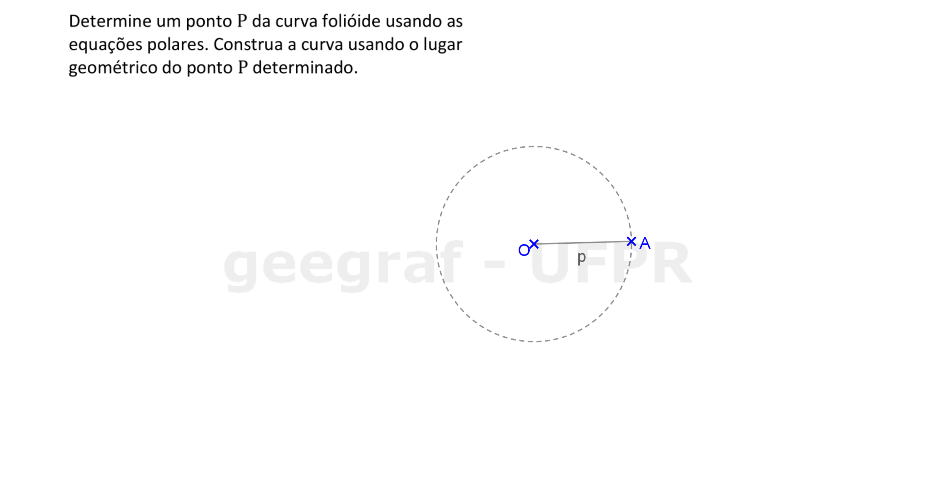 Determine um ponto P da curva folióide usando as
equações polares. Construa a curva usando o lugar
geométrico do ponto P determinado.
O A
p
geegraf - UFPR